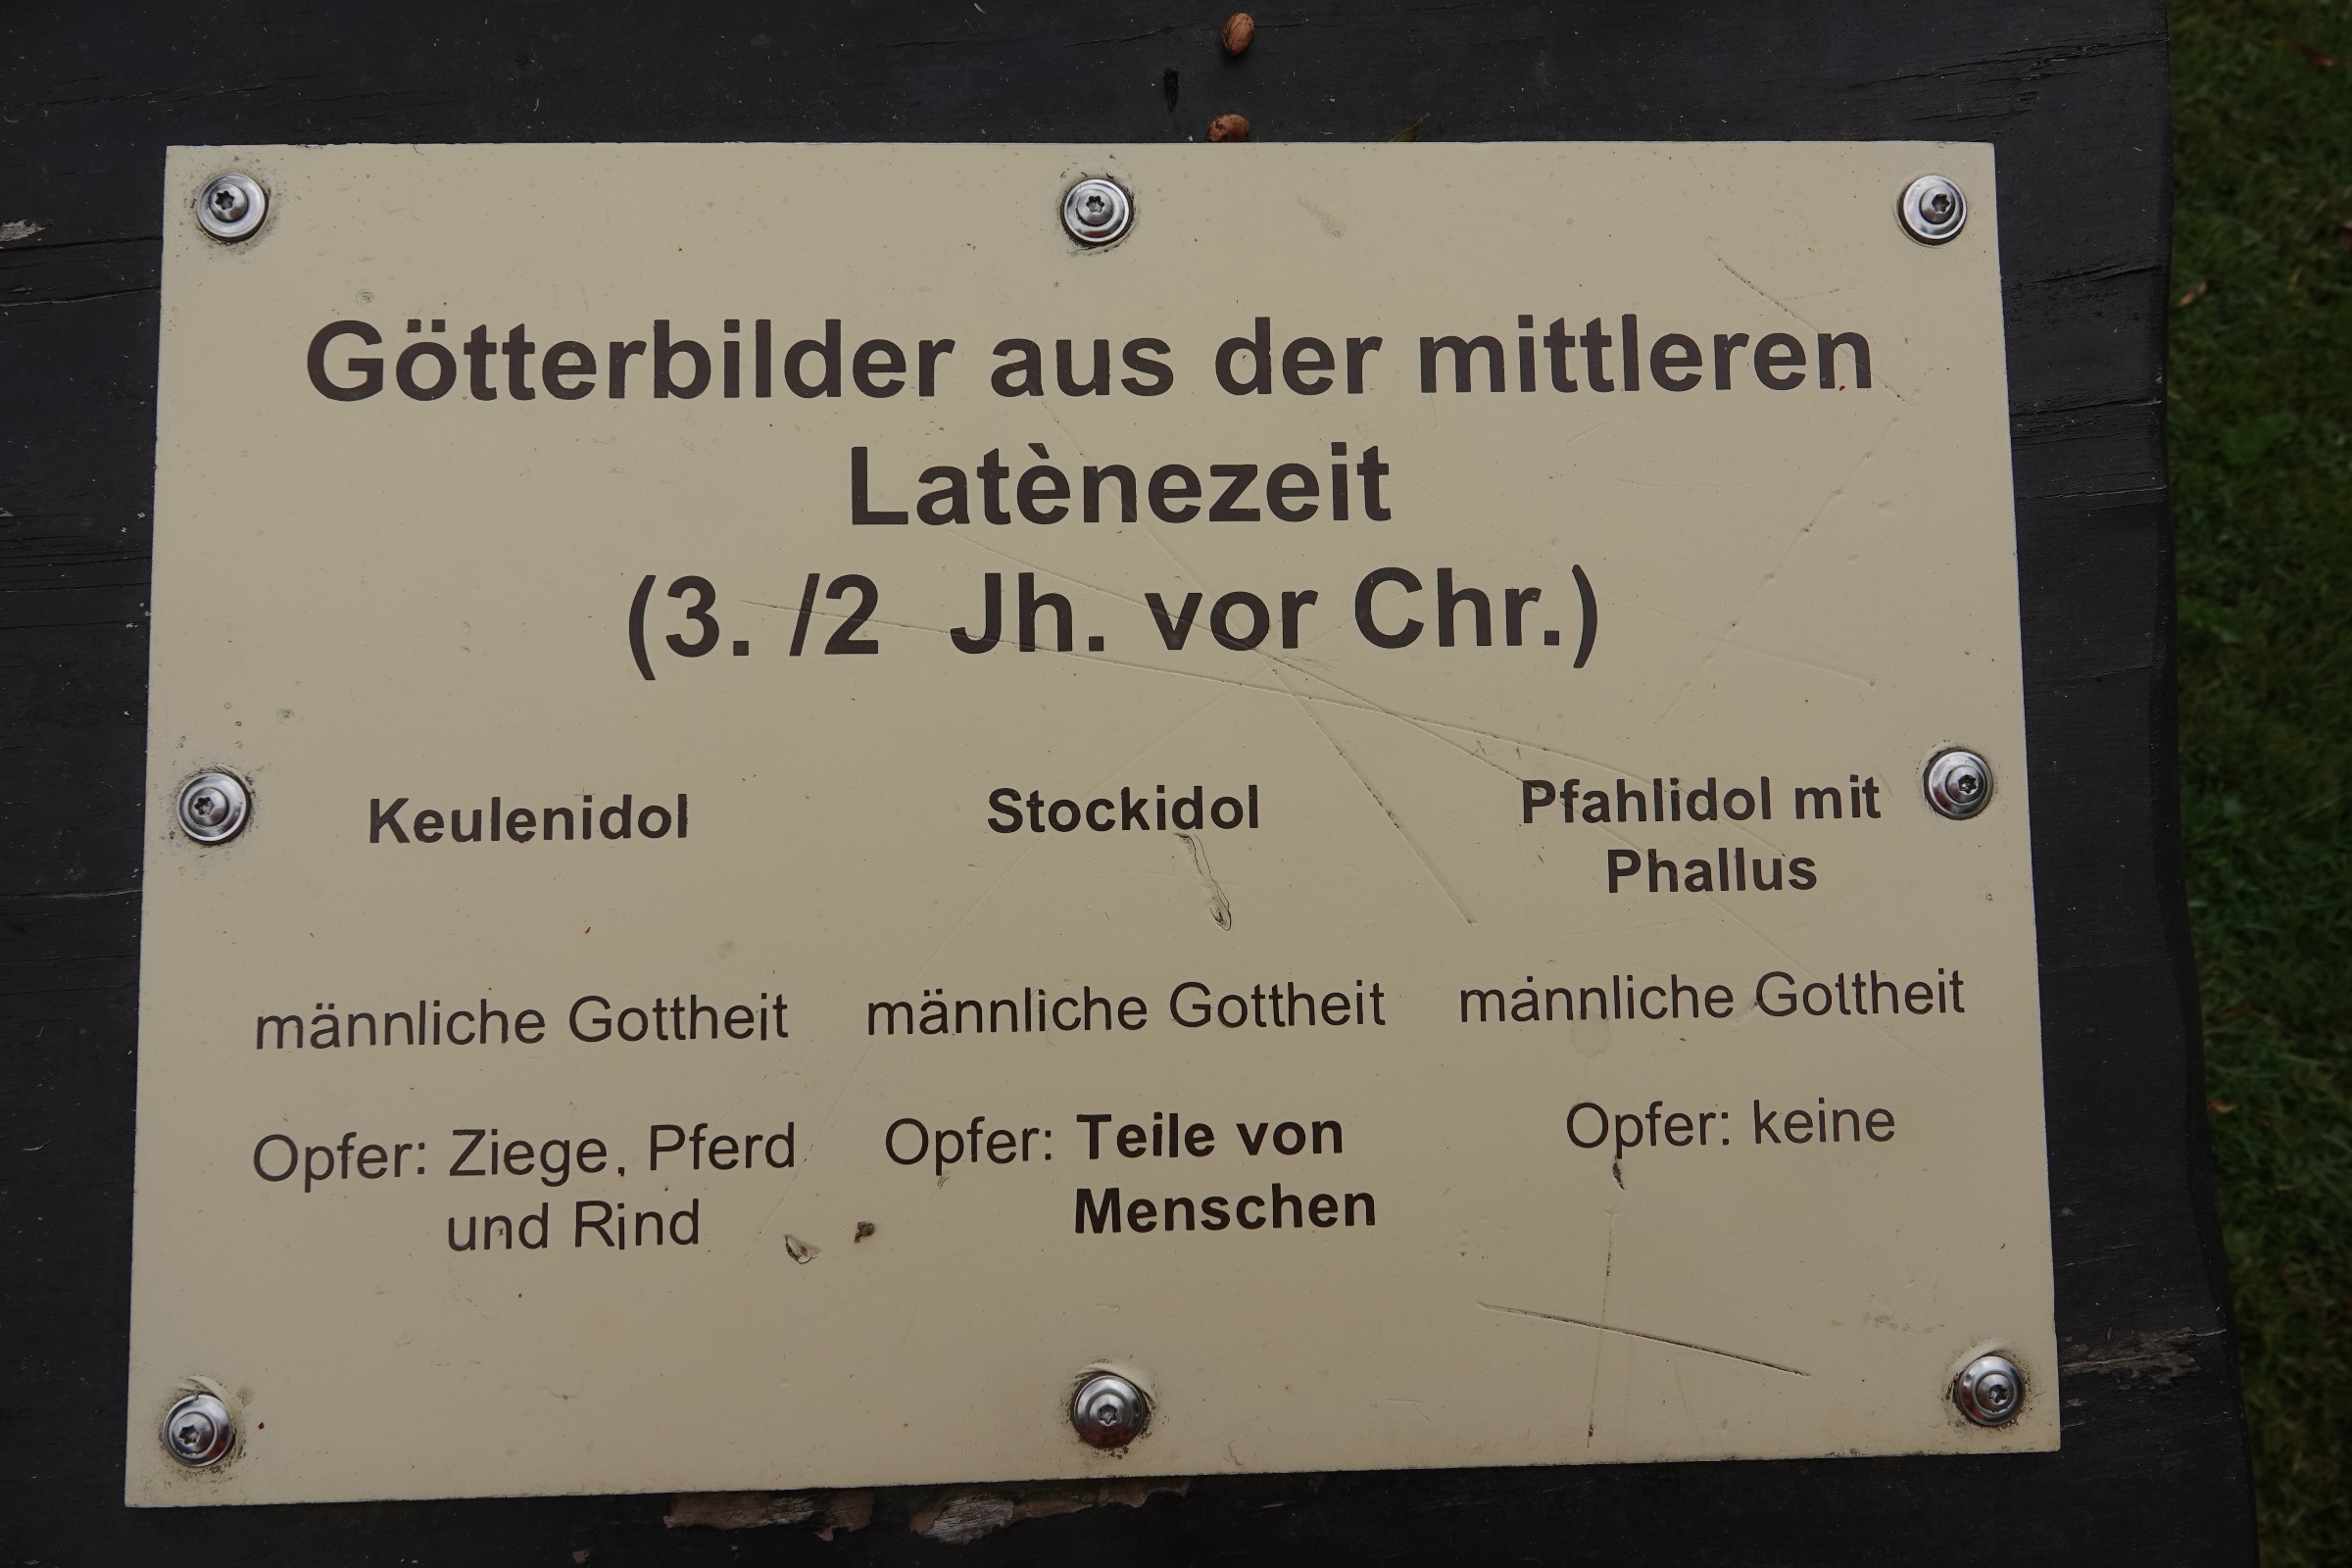 Götterbilder aus der mittleren
Latènezeit
(3. /2 Jh. vor Chr.)
Keulenidol
Stockidol
Pfahlidol mit
Phallus
männliche Gottheit
männliche Gottheit
männliche Gottheit
Opfer: Ziege, Pferd
und Rind
Opfer: Teile von
Menschen
Opfer: keine